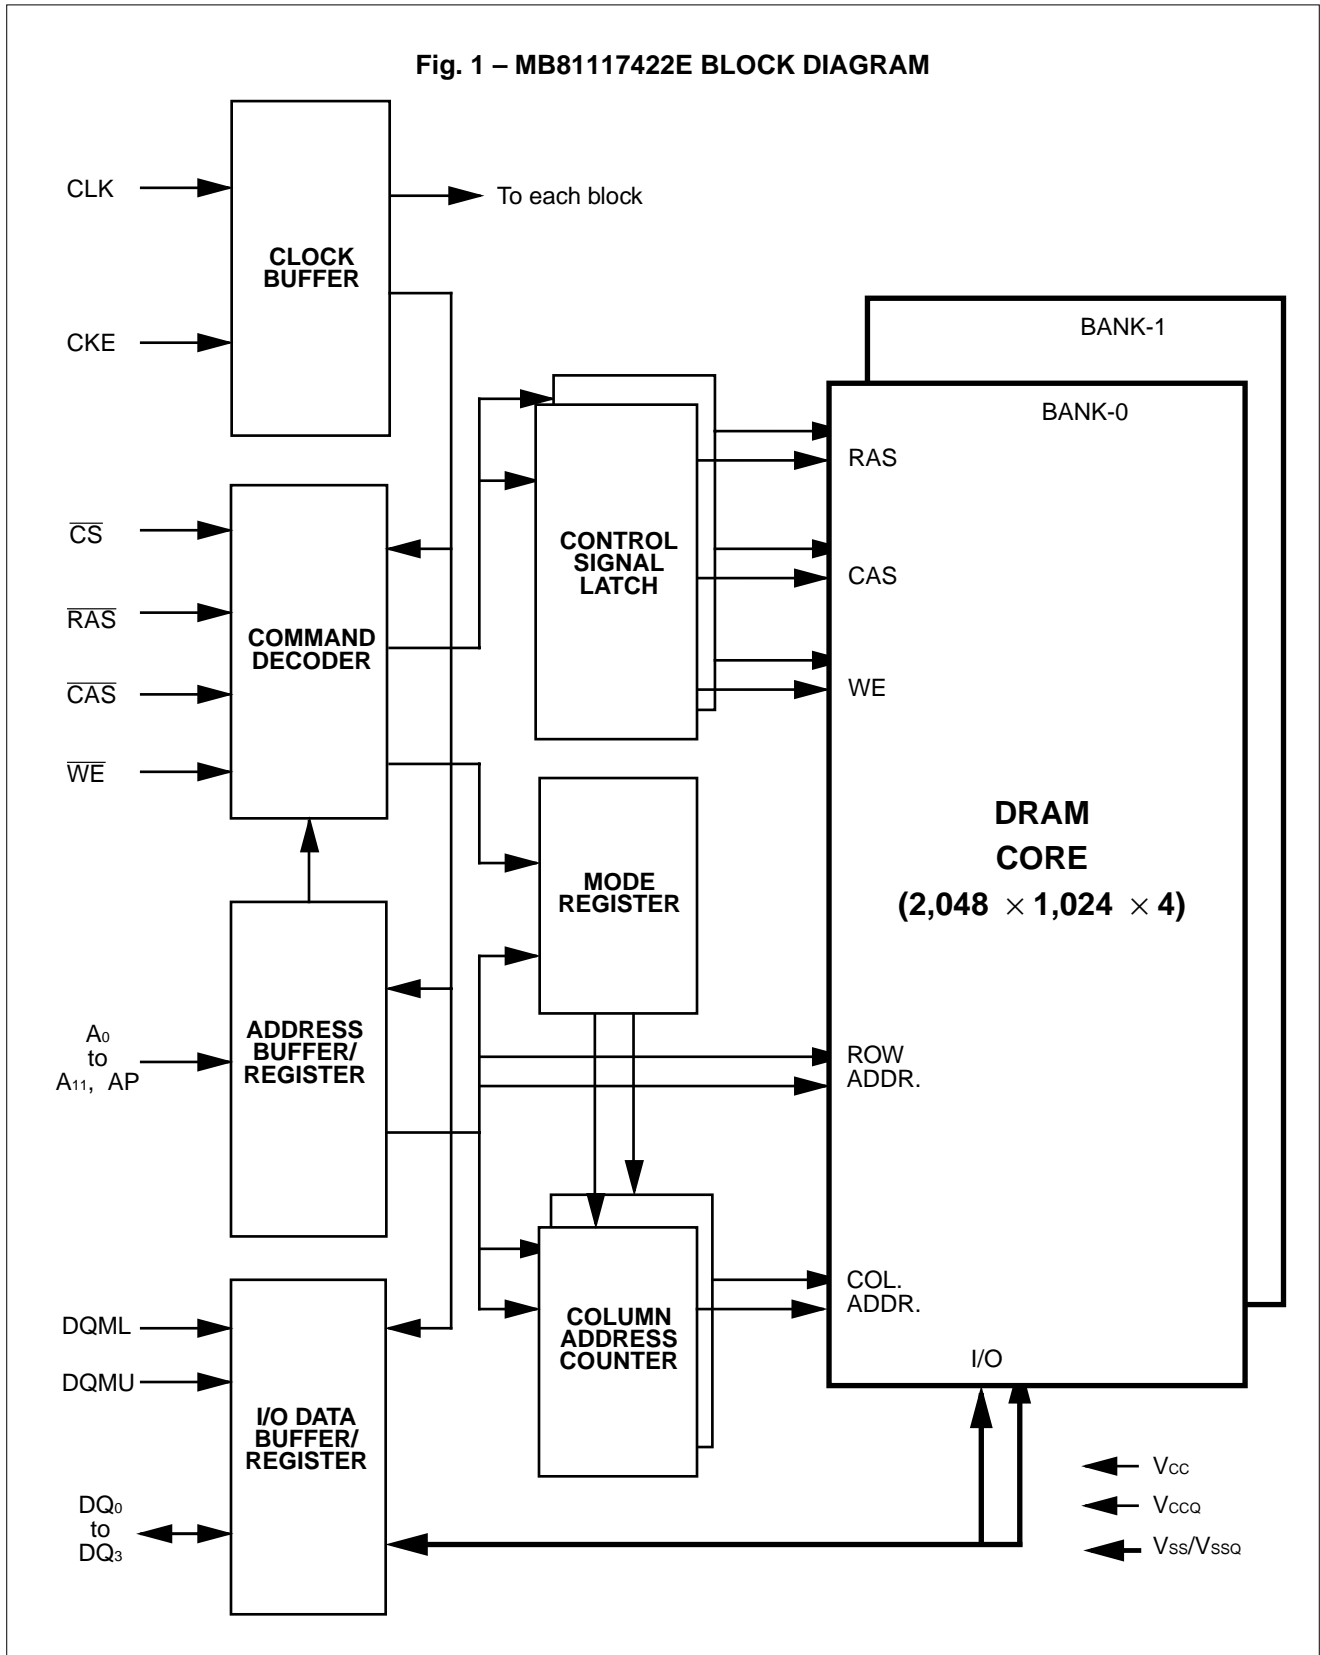 Fig. 1 – MB81117422E BLOCK DIAGRAM
CLK
CLOCK
BUFFER
To each block
CKE
BANK-1
BANK-0
CS
RAS
CAS
WE
COMMAND
DECODER
CONTROL
SIGNAL
LATCH
RAS
CAS
WE
DRAM
CORE
(2,048 × 1,024 × 4)
MODE
REGISTER
A0
to
A11, AP
ADDRESS
BUFFER/
REGISTER
ROW
ADDR.
COL.
ADDR.
I/O
COLUMN
ADDRESS
COUNTER
DQML
DQMU
I/O DATA
BUFFER/
REGISTER
DQ0
to
DQ3
VCC
VCCQ
VSS/VSSQ